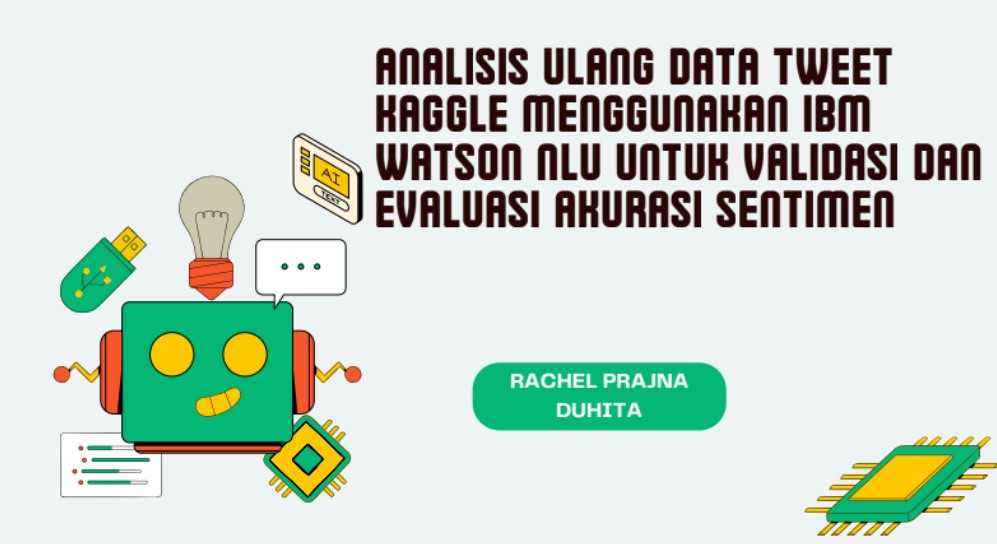 ANALISIS ULANG DATA TWEET
KAGGLE MENGGUNAKAN IBM
WATSON NLU UNTUK VALIDASI DAN
EVALUASI AKURASI SENTIMEN
AI
TEXT
RACHEL PRAJNA
DUHITA